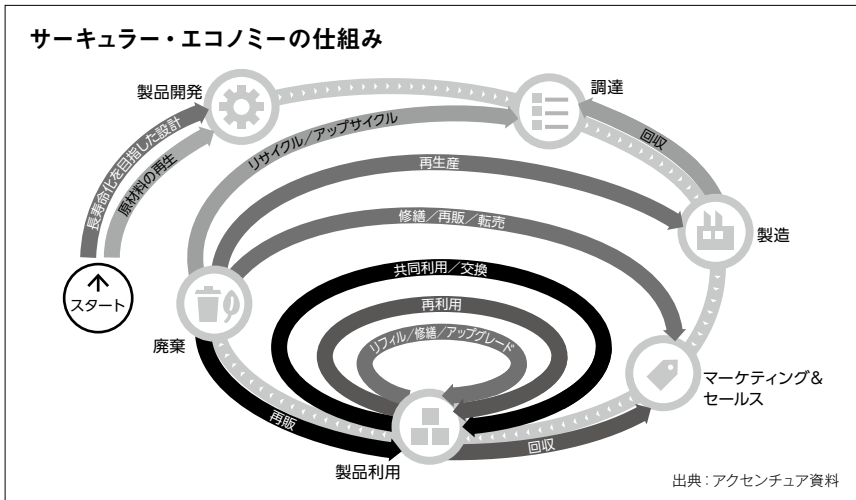 サーキュラー・エコノミーの仕組み
製品開発
調達
長寿命化を目指した設計
原材料の再生
リサイクル/アップサイクル
回収
再生産
修繕/再販/転売
製造
共同利用/交換
スタート
再利用
リフィル/修繕/アップグレード
廃棄
マーケティング&
セールス
再販
回収
製品利用
出典:アクセンチュア資料